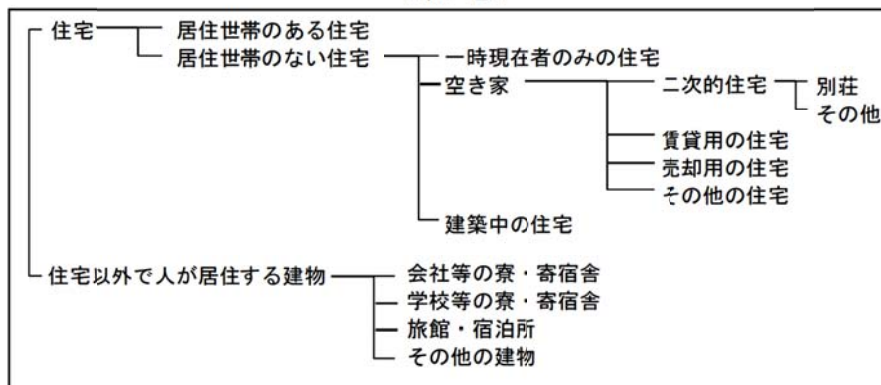 住宅 居住世帯のある住宅
居住世帯のない住宅 一時現在者のみの住宅
空き家 二次的住宅 別荘
その他
賃貸用の住宅
売却用の住宅
その他の住宅
建築中の住宅
住宅以外で人が居住する建物 会社等の寮・寄宿舎
学校等の寮・寄宿舎
旅館・宿泊所
その他の建物